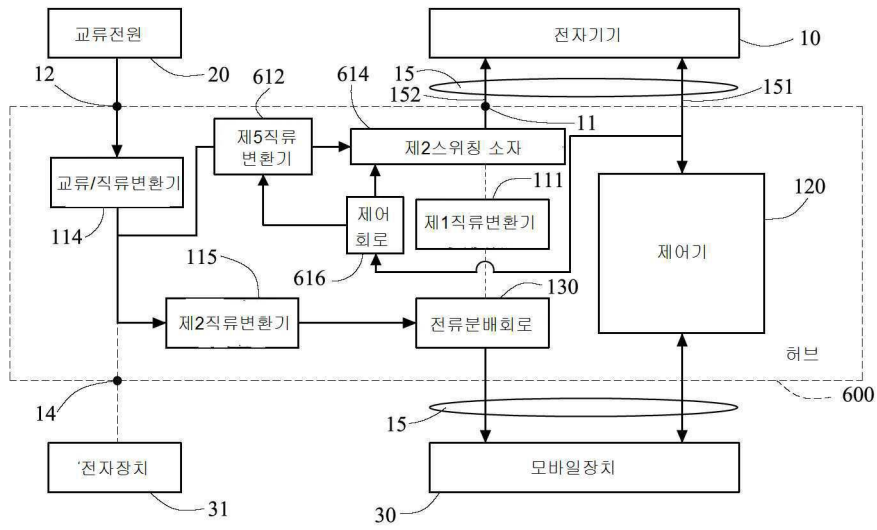 교류전원
전자기기
20
10
12
612
614
15
152
151
11
제5직류
변환기
제2스위칭 소자
교류/직류변환기
111
120
제어
회로
제1직류변환기
제어기
114
115
616
130
제2직류변환기
전류분배회로
허브
14
15
600
'전자장치
모바일장치
31
30